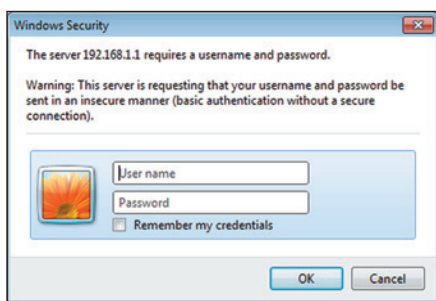 Windows Security
The server 192.168.1.1 requires a username and password.
Warning: This server is requesting that your username and password be
sent in an insecure manner (basic authentication without a secure
connection).
User name
Password
Remember my credentials
OK Cancel